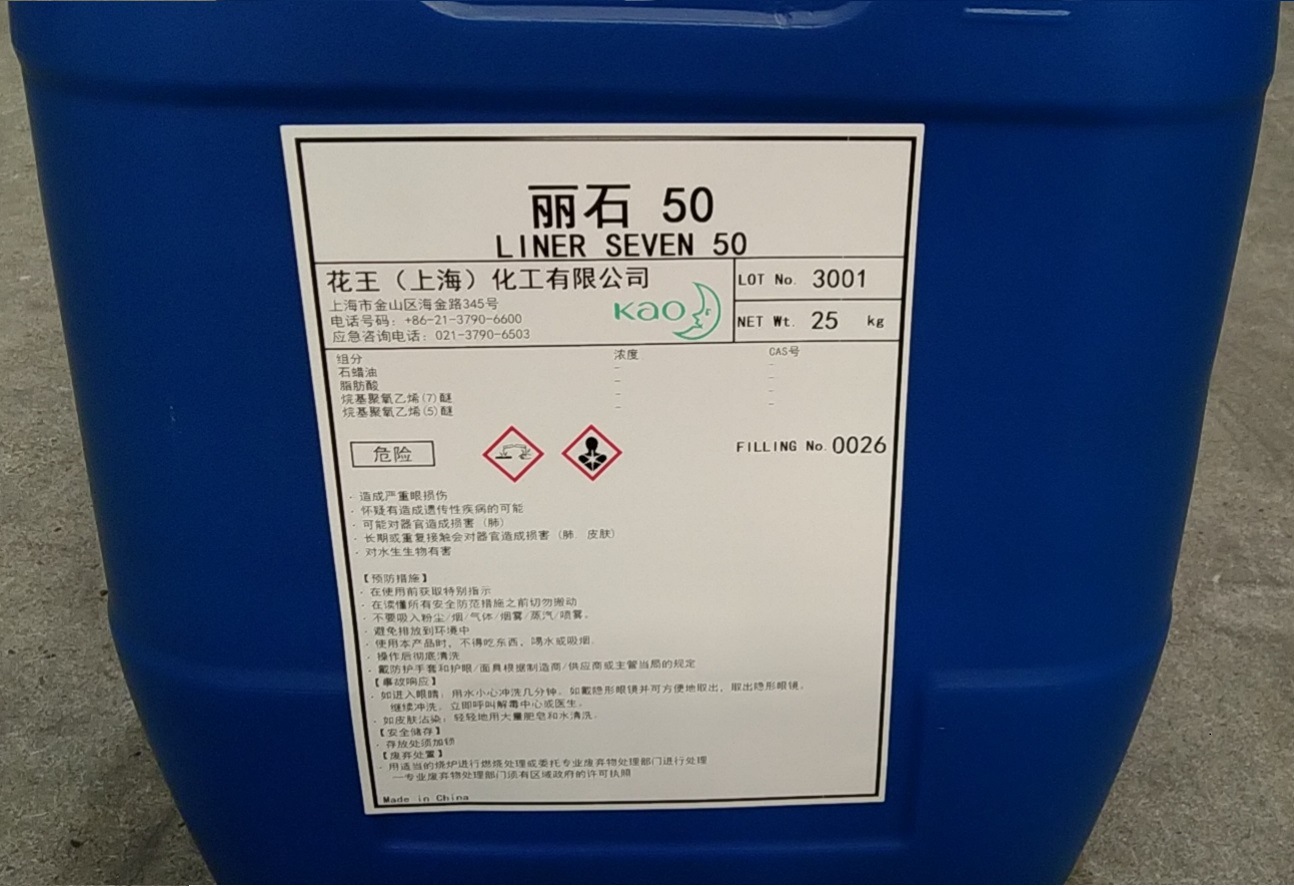 丽石 50
LINER SEVEN 50
花王（上海）化工有限公司
上海市金山区海金路345号
电话号码：+86-21-3790-6600
应急咨询电话：021-3790-6503
Kao
LOT No. 3001
NET Wt. 25 kg
组分 浓度 CAS号
石蜡油 - -
脂肪酸 - -
烷基聚氧乙烯(7)醚 - -
烷基聚氧乙烯(5)醚 - -
危险
FILLING No. 0026
· 造成严重眼损伤
· 怀疑有造成遗传性疾病的可能
· 可能对器官造成损害（肺）
· 长期或重复接触会对器官造成损害（肺 皮肤）
· 对水生生物有害
【预防措施】
· 在使用前获取特别指示
· 在读懂所有安全防范措施之前切勿搬动
· 不要吸入粉尘/烟/气体/烟雾/蒸汽/喷雾。
· 避免排放到环境中
· 使用本产品时，不得吃东西、喝水或吸烟.
· 操作后彻底清洗
· 戴防护手套和护眼/面具根据制造商/供应商或主管当局的规定
【事故响应】
· 如进入眼睛：用水小心冲洗几分钟。如戴隐形眼镜并可方便地取出，取出隐形眼镜，
继续冲洗。立即呼叫解毒中心或医生。
· 如皮肤沾染：轻轻地用大量肥皂和水清洗.
【安全储存】
· 存放处须加锁
【废弃处置】
· 用适当的烧炉进行燃烧处理或委托专业废弃物处理部门进行处理
—专业废弃物处理部门须有区域政府的许可执照
Made in China